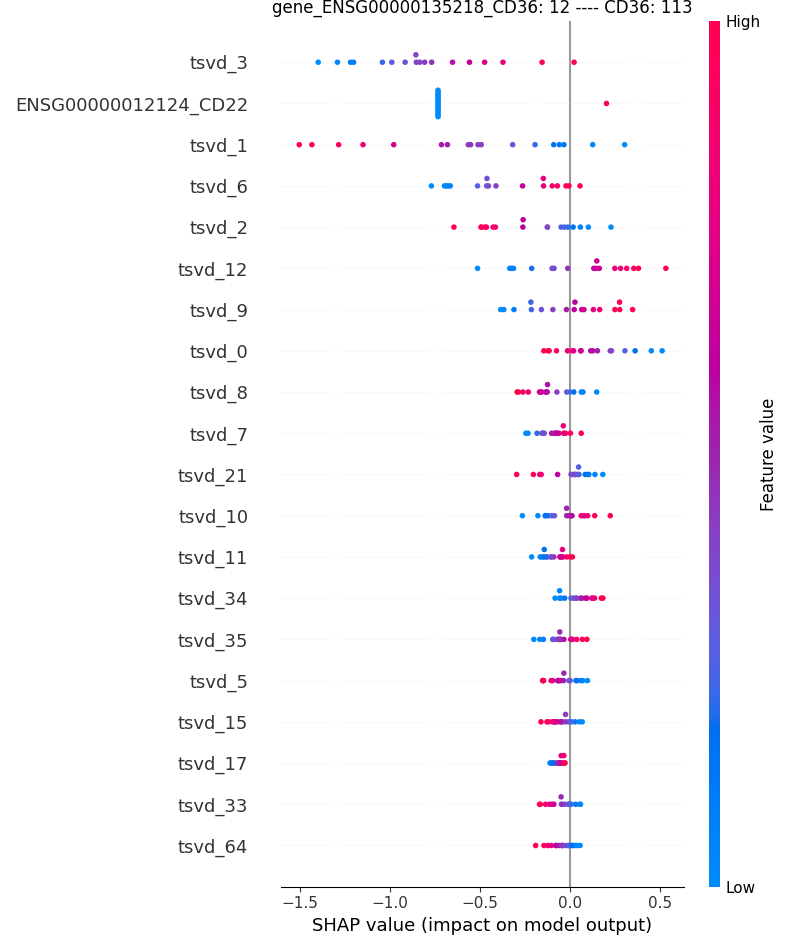 gene_ENSG00000135218_CD36: 12 ---- CD36: 113
High
tsvd_3
ENSG00000012124_CD22
tsvd_1
tsvd_6
tsvd_2
tsvd_12
tsvd_9
tsvd_0
tsvd_8
tsvd_7
tsvd_21
tsvd_10
tsvd_11
tsvd_34
tsvd_35
tsvd_5
tsvd_15
tsvd_17
tsvd_33
tsvd_64
Feature value
Low
−1.5 −1.0 −0.5 0.0 0.5
SHAP value (impact on model output)